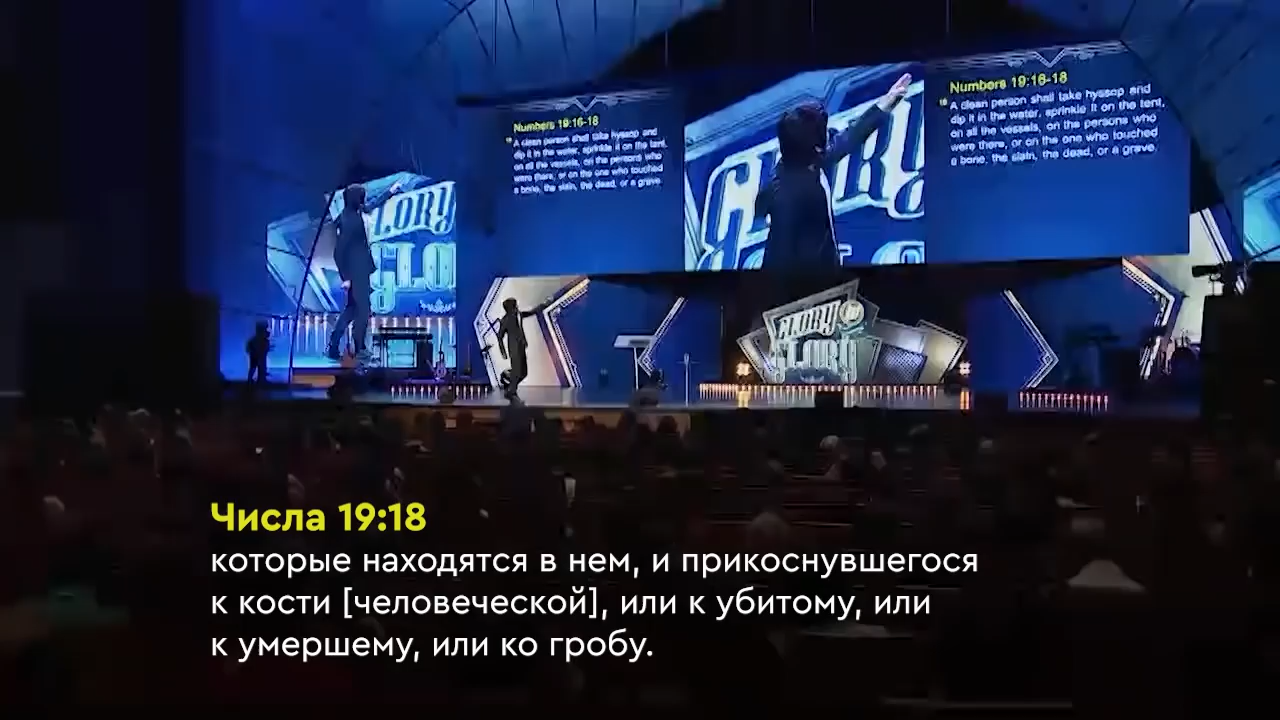 Numbers 19:16-18
18 A clean person shall take hyssop and
dip it in the water, sprinkle it on the tent,
on all the vessels, on the persons who
were there, or on the one who touched
a bone, the slain, the dead, or a grave.
Numbers 19:16-18
18 A clean person shall take hyssop and
dip it in the water, sprinkle it on the tent,
on all the vessels, on the persons who
were there, or on the one who touched
a bone, the slain, the dead, or a grave.
GLORY
GLORY
Числа 19:18
которые находятся в нем, и прикоснувшегося
к кости [человеческой], или к убитому, или
к умершему, или ко гробу.